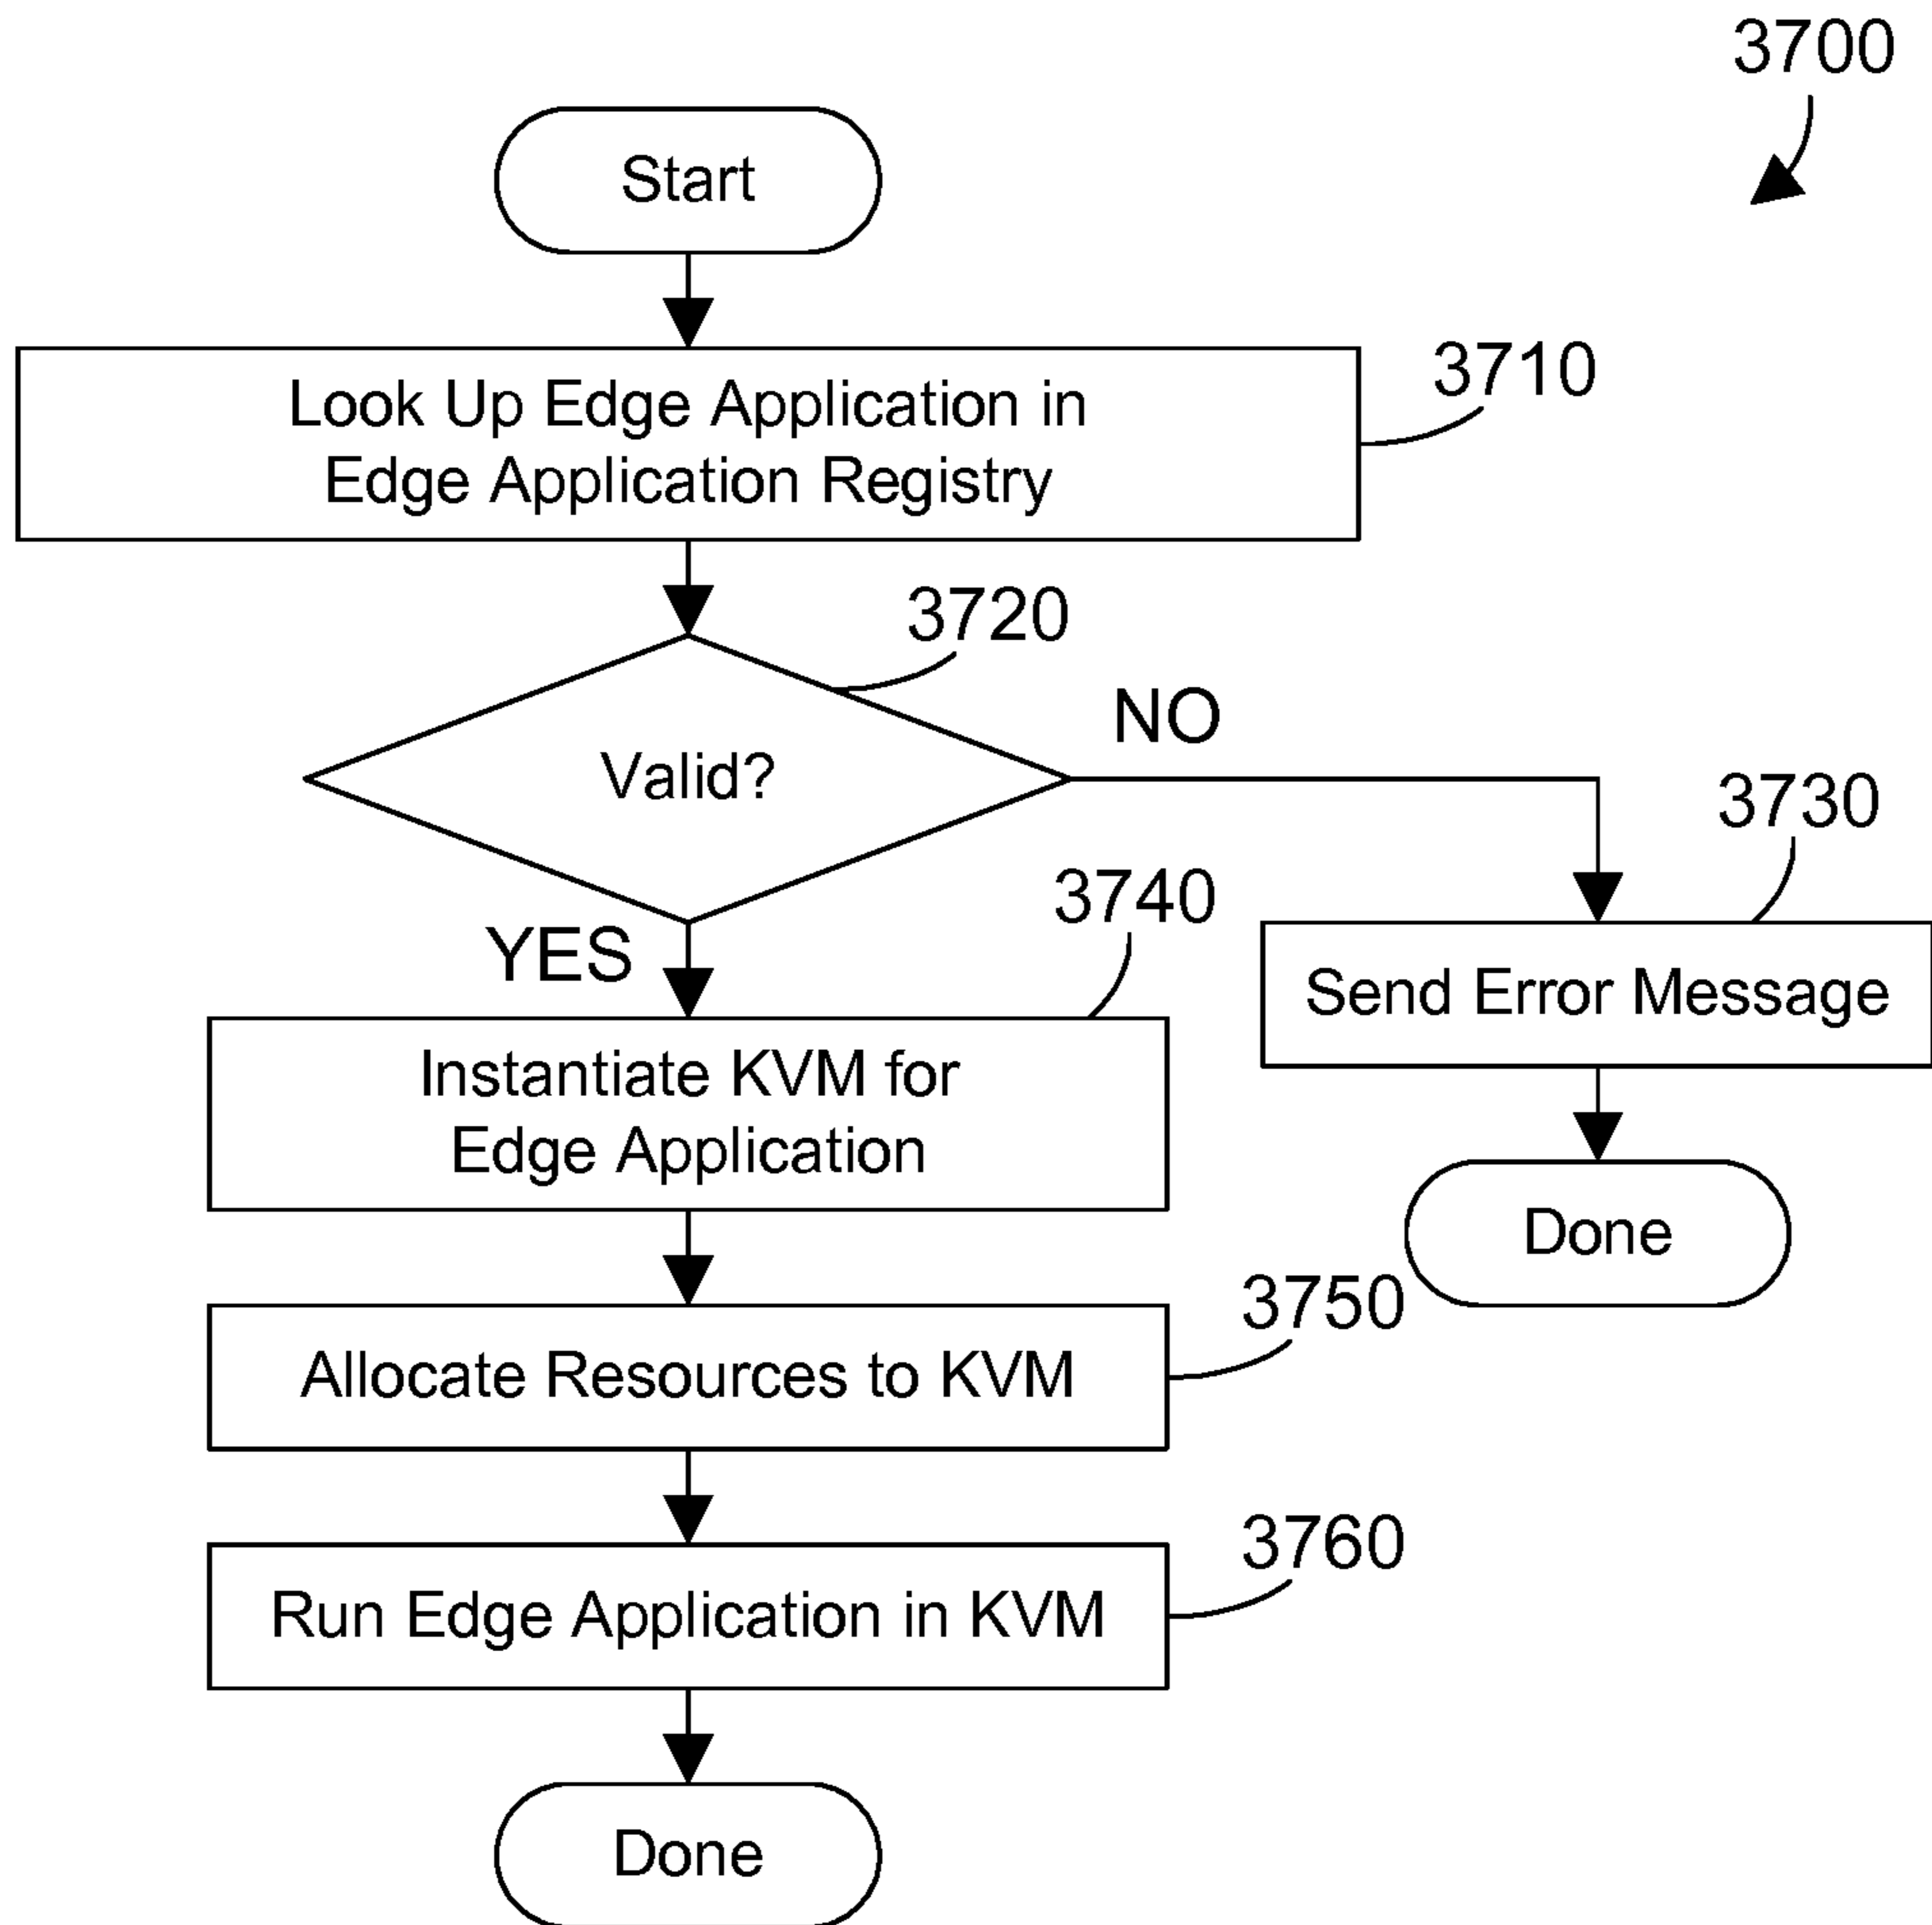 3700
Start
Look Up Edge Application in
Edge Application Registry
3710
3720
Valid?
NO
YES
3730
Send Error Message
Done
3740
Instantiate KVM for
Edge Application
3750
Allocate Resources to KVM
3760
Run Edge Application in KVM
Done